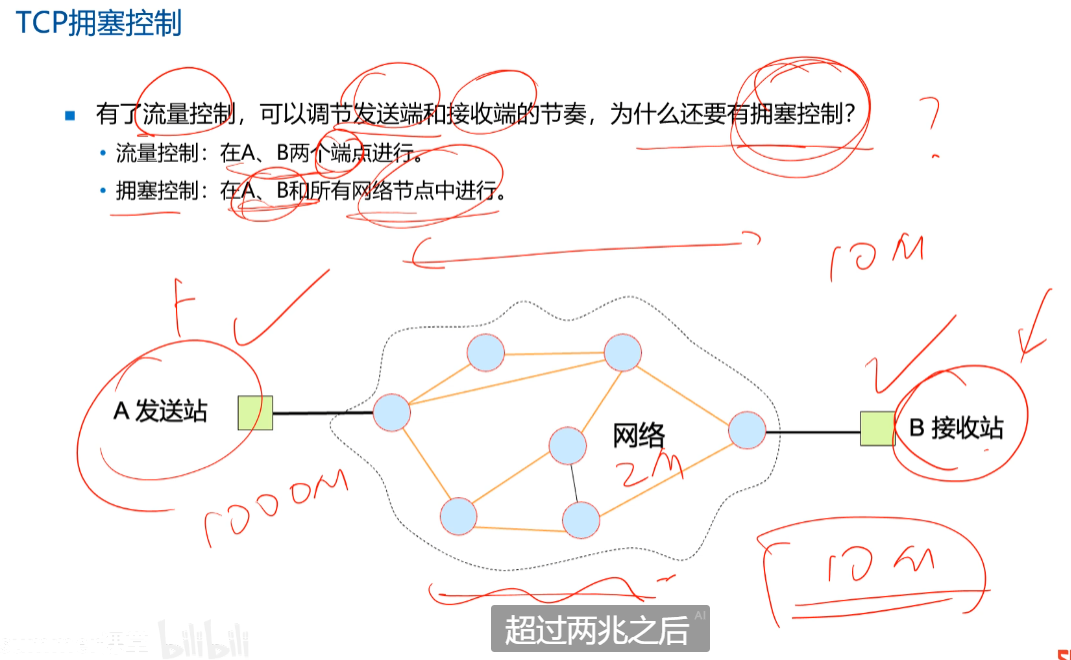 TCP拥塞控制
有了流量控制，可以调节发送端和接收端的节奏，为什么还要有拥塞控制？
?
流量控制：在A、B两个端点进行。
拥塞控制：在A、B和所有网络节点中进行。
10M
A 发送站
网络
B 接收站
2M
1000M
10M
超过两兆之后
AI
bilibili